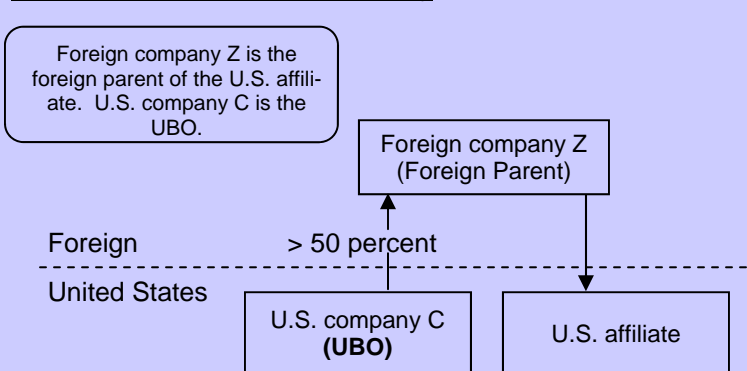 Foreign company Z is the
foreign parent of the U.S. affili-
ate. U.S. company C is the
UBO.
Foreign company Z
(Foreign Parent)
Foreign
> 50 percent
United States
U.S. company C
(UBO)
U.S. affiliate